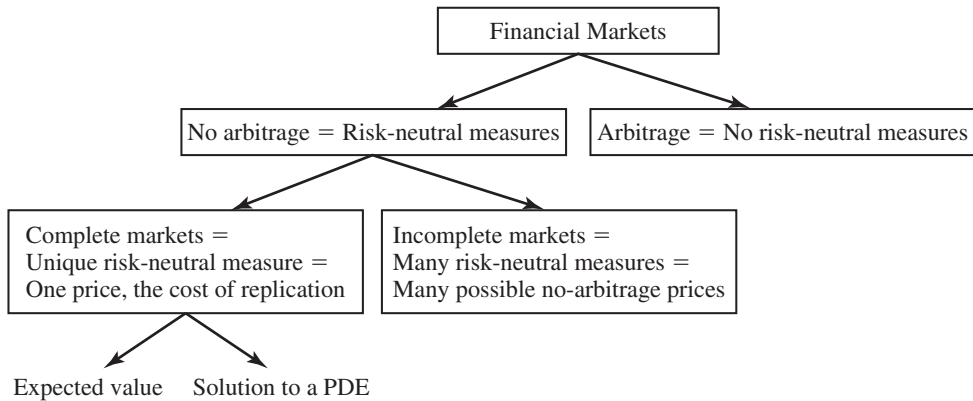 Financial Markets
No arbitrage = Risk-neutral measures
Arbitrage = No risk-neutral measures
Complete markets =
Unique risk-neutral measure =
One price, the cost of replication
Incomplete markets =
Many risk-neutral measures =
Many possible no-arbitrage prices
Expected value
Solution to a PDE